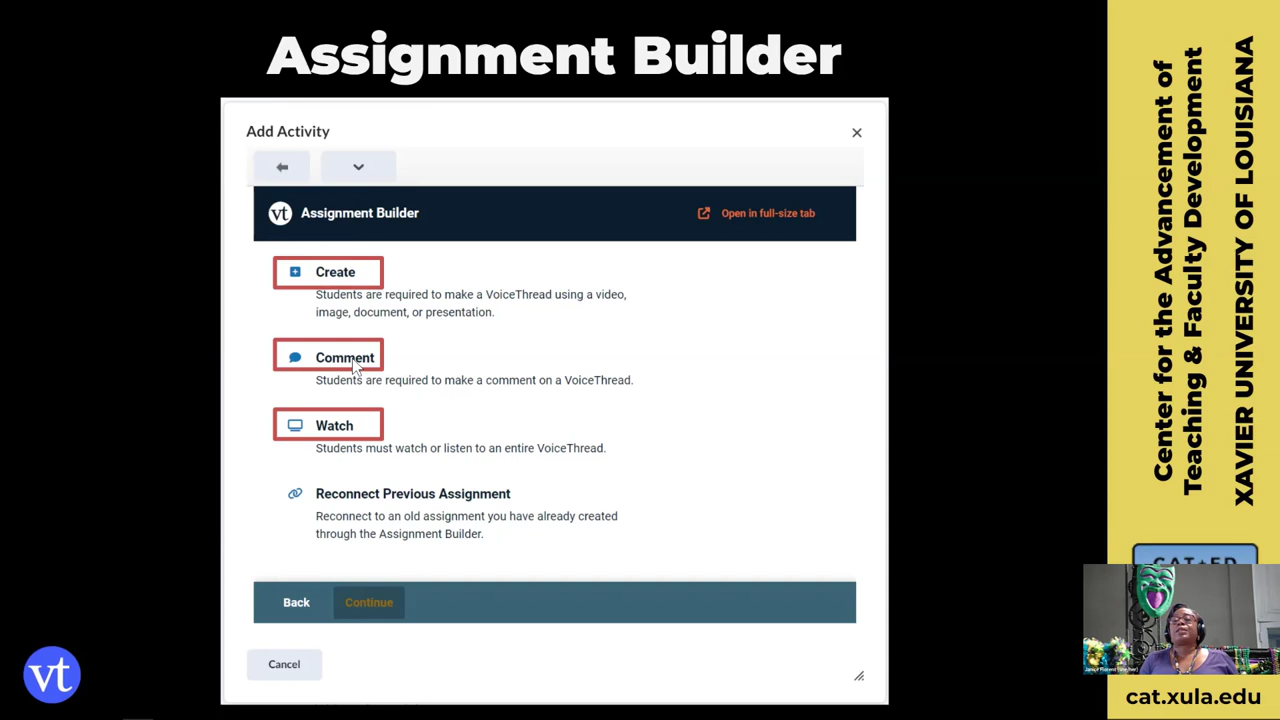 Assignment Builder
Add Activity
vt Assignment Builder
Open in full-size tab
Create
Students are required to make a VoiceThread using a video,
image, document, or presentation.
Comment
Students are required to make a comment on a VoiceThread.
Watch
Students must watch or listen to an entire VoiceThread.
Reconnect Previous Assignment
Reconnect to an old assignment you have already created
through the Assignment Builder.
Back
Continue
Cancel
vt
Center for the Advancement of
Teaching & Faculty Development
XAVIER UNIVERSITY OF LOUISIANA
CAT+ED
cat.xula.edu